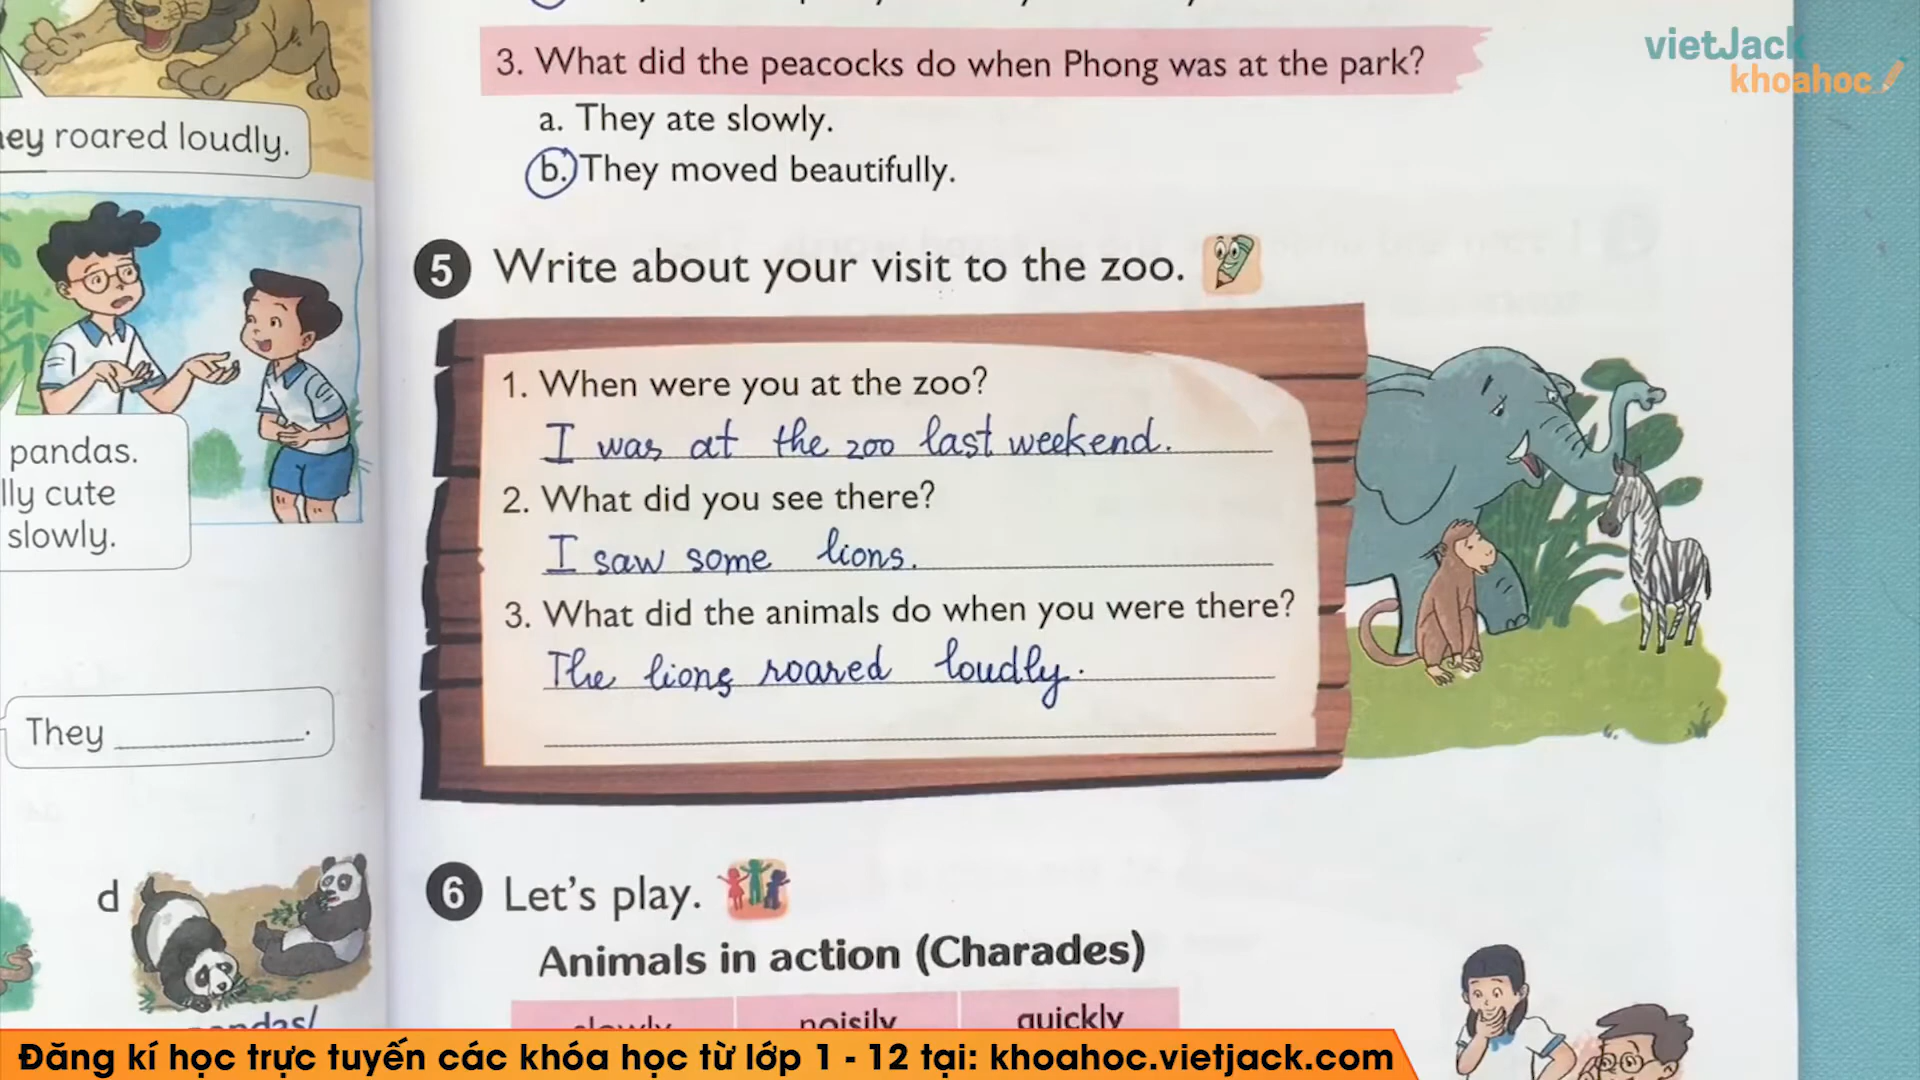 vietJack
khoahoc
3. What did the peacocks do when Phong was at the park?
a. They ate slowly.
b. They moved beautifully.
ey roared loudly.
5 Write about your visit to the zoo.
1. When were you at the zoo?
I was at the zoo last weekend.
2. What did you see there?
I saw some lions.
3. What did the animals do when you were there?
The lions roared loudly.
pandas.
lly cute
slowly.
They ________.
d
6 Let's play.
Animals in action (Charades)
slowly noisily quickly
Đăng kí học trực tuyến các khóa học từ lớp 1 - 12 tại: khoahoc.vietjack.com